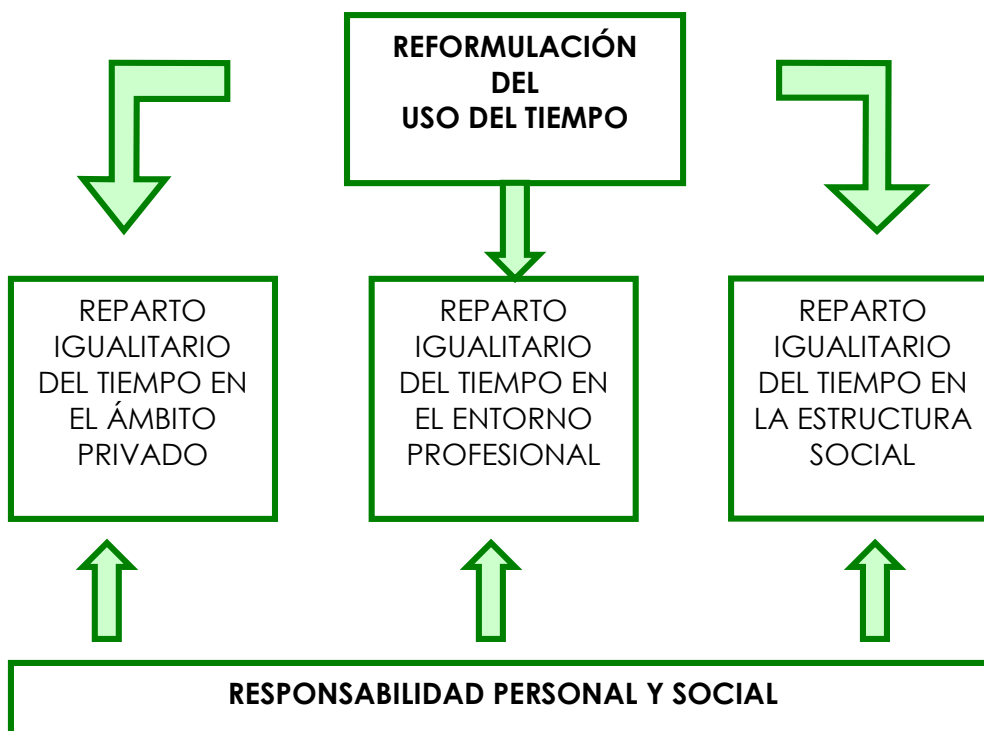 REFORMULACIÓN
DEL
USO DEL TIEMPO
REPARTO
IGUALITARIO
DEL TIEMPO EN
EL ÁMBITO
PRIVADO
REPARTO
IGUALITARIO
DEL TIEMPO EN
EL ENTORNO
PROFESIONAL
REPARTO
IGUALITARIO
DEL TIEMPO EN
LA ESTRUCTURA
SOCIAL
RESPONSABILIDAD PERSONAL Y SOCIAL